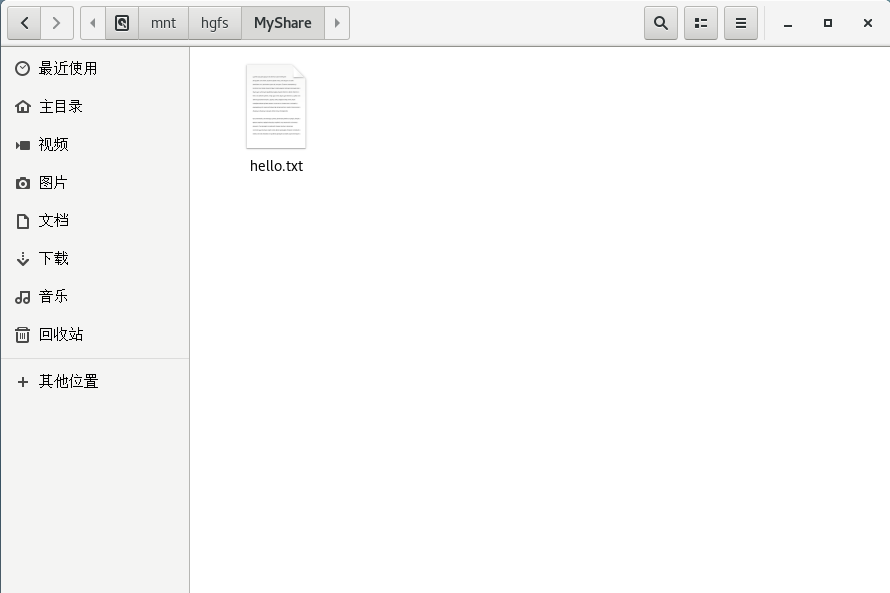 mnt hgfs MyShare
最近使用
主目录
视频
图片
文档
下载
音乐
回收站
其他位置
hello.txt